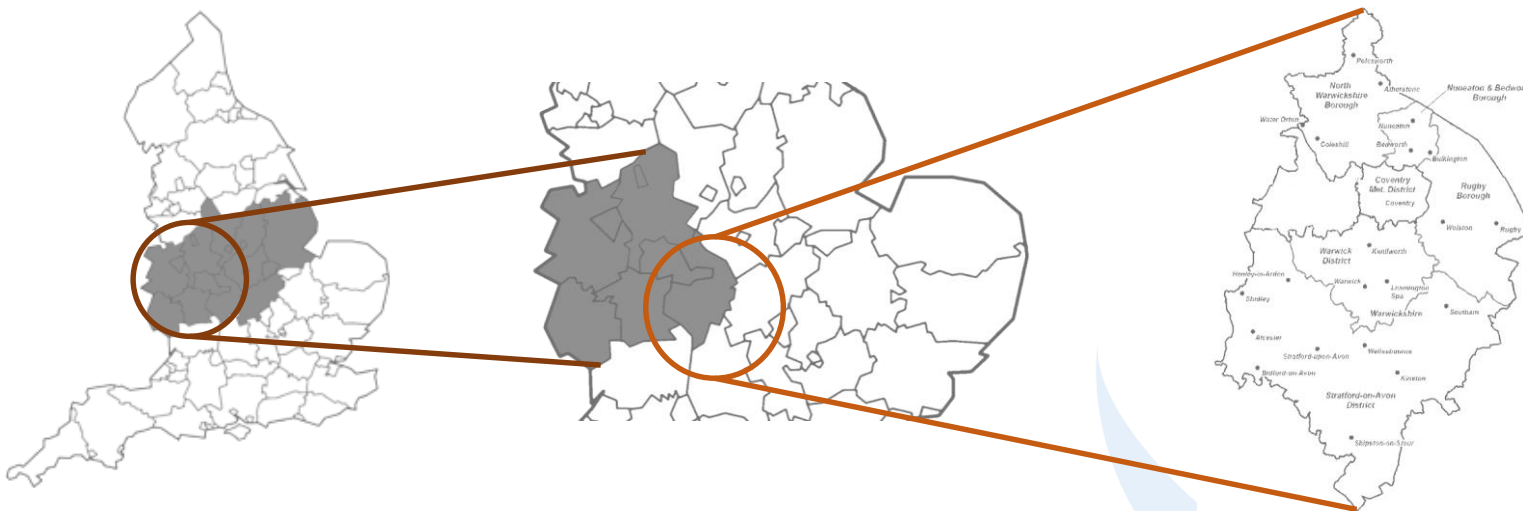 Polesworth
North
Warwickshire
Borough
Atherstone
Nuneaton & Bedwo
Borough
Water Orton
Nuneaton
Coleshill
Bedworth
Bulkington
Coventry
Met. District
Coventry
Rugby
Borough
Wolston
Rugby
Warwick
District
Kenilworth
Henley-in-Arden
Warwick
Leamington
Spa
Studley
Warwickshire
Southam
Alcester
Stratford-upon-Avon
Wellesbourne
Bidford-on-Avon
Kineton
Stratford-on-Avon
District
Shipston-on-Stour